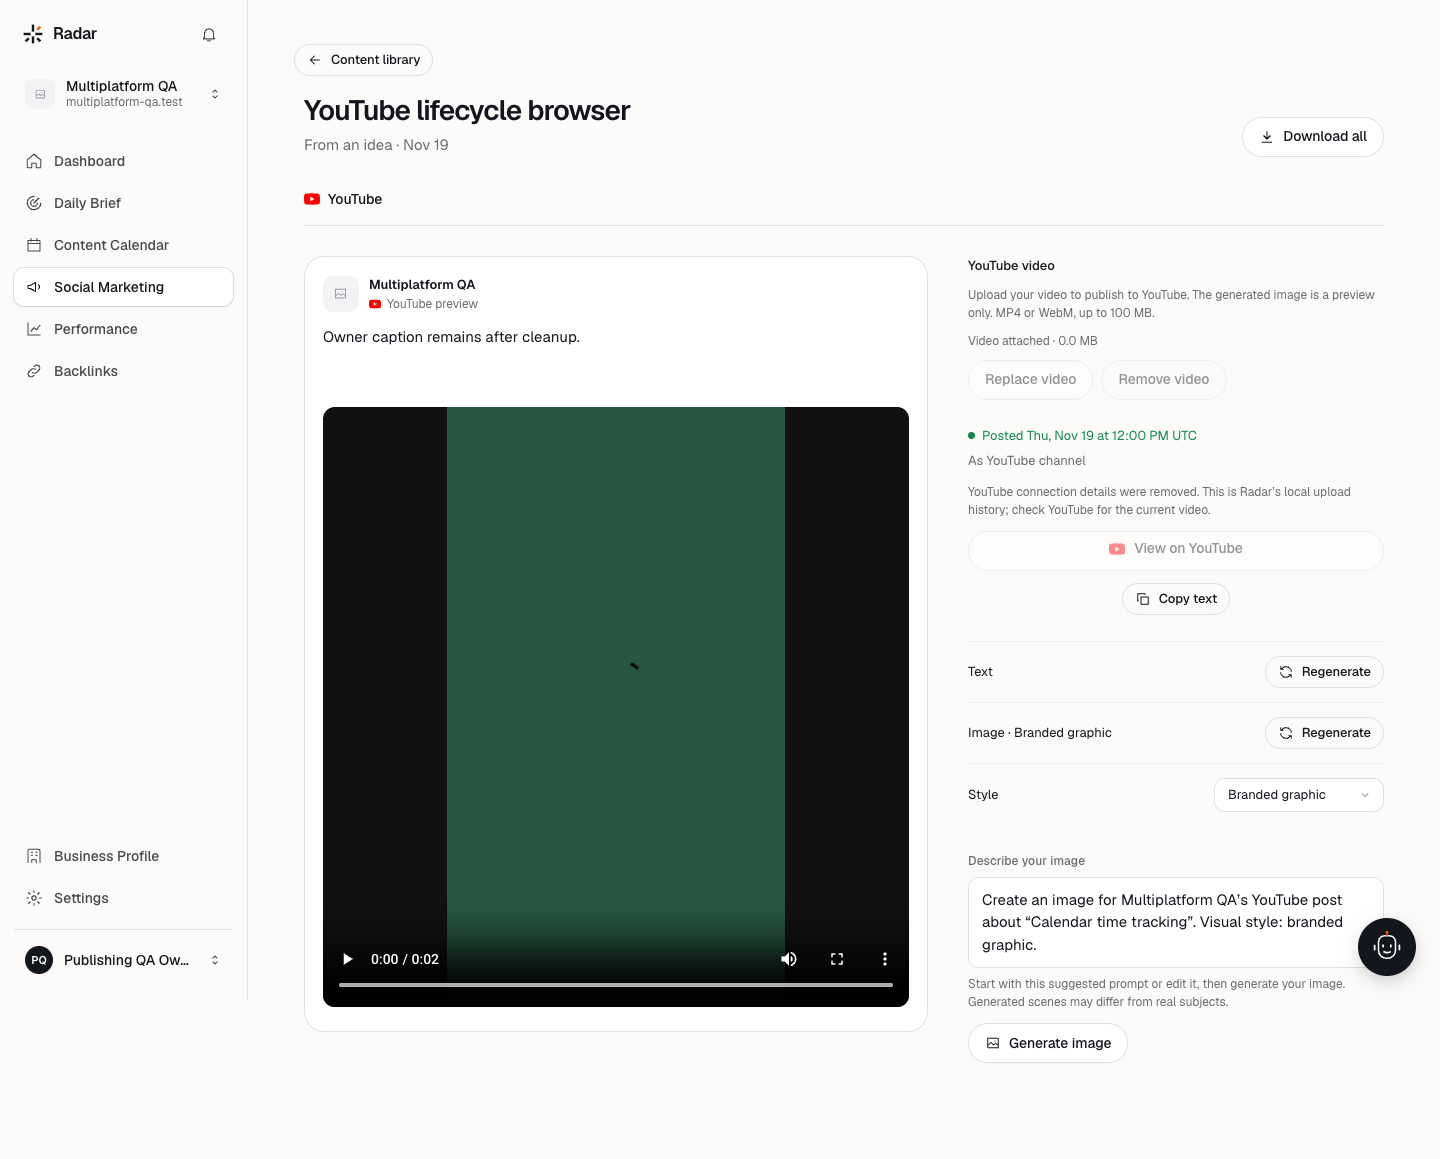 Radar
Multiplatform QA
multiplatform-qa.test
Dashboard
Daily Brief
Content Calendar
Social Marketing
Performance
Backlinks
Business Profile
Settings
PQ
Publishing QA Ow...
Content library
YouTube lifecycle browser
From an idea · Nov 19
Download all
YouTube
Multiplatform QA
YouTube preview
Owner caption remains after cleanup.
0:00 / 0:02
YouTube video
Upload your video to publish to YouTube. The generated image is a preview
only. MP4 or WebM, up to 100 MB.
Video attached · 0.0 MB
Replace video
Remove video
Posted Thu, Nov 19 at 12:00 PM UTC
As YouTube channel
YouTube connection details were removed. This is Radar's local upload
history; check YouTube for the current video.
View on YouTube
Copy text
Text
Regenerate
Image · Branded graphic
Regenerate
Style
Branded graphic
Describe your image
Create an image for Multiplatform QA's YouTube post
about “Calendar time tracking”. Visual style: branded
graphic.
Start with this suggested prompt or edit it, then generate your image.
Generated scenes may differ from real subjects.
Generate image